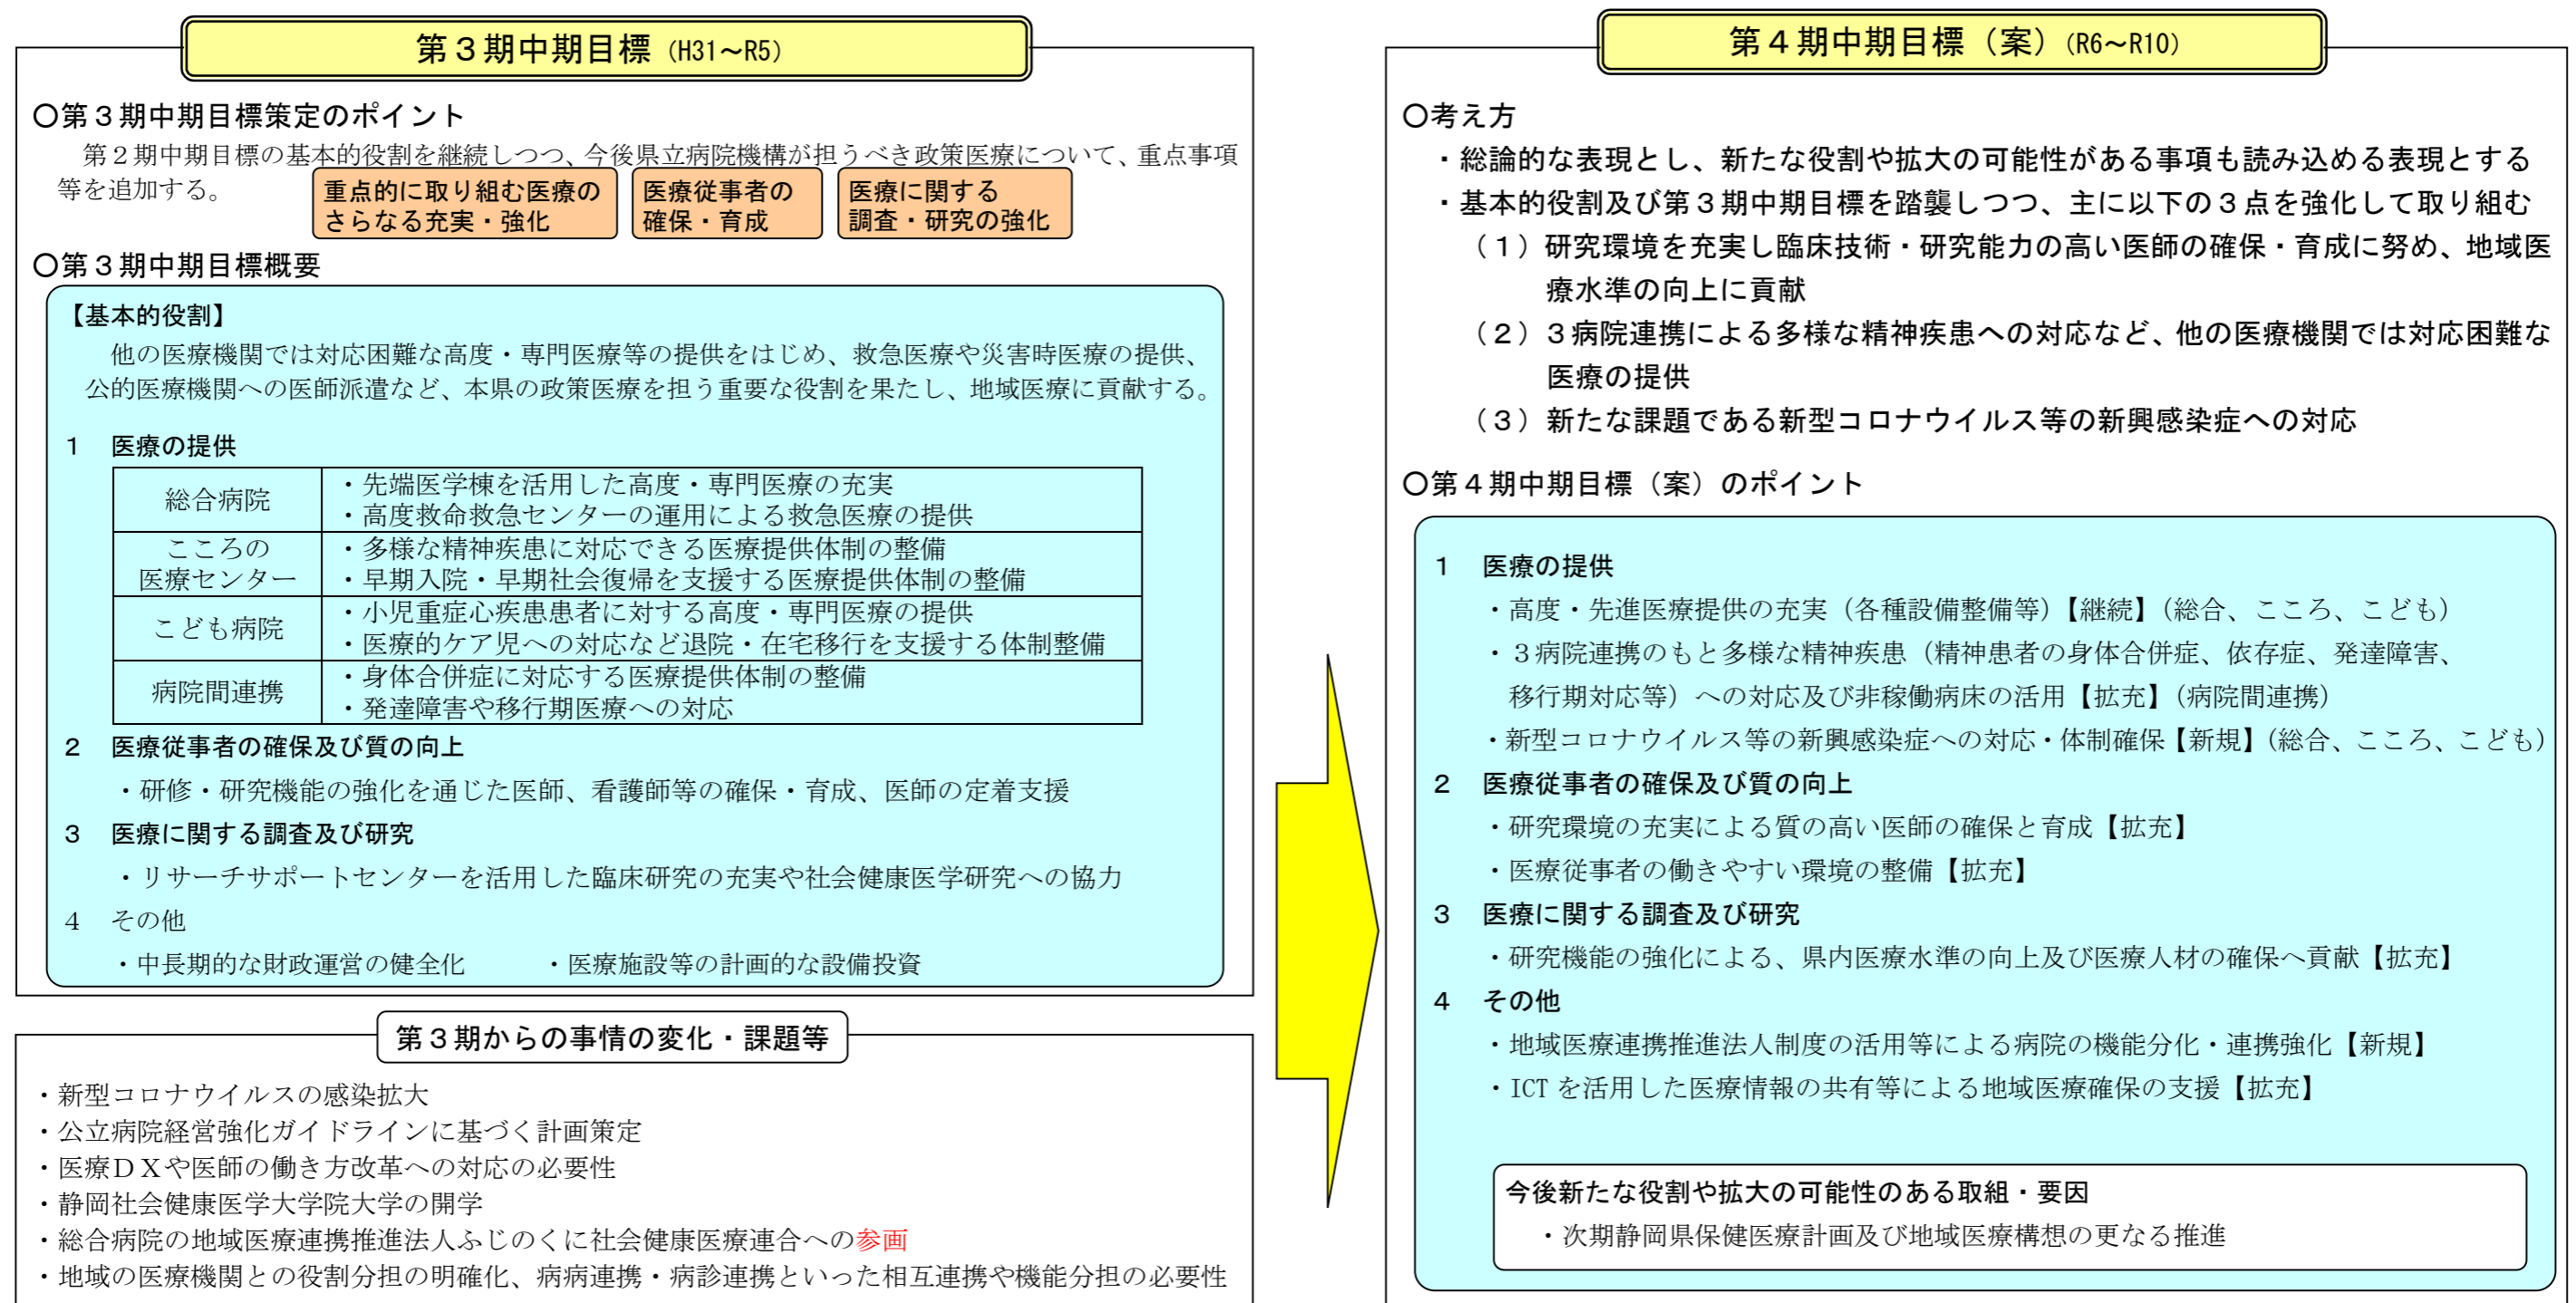 第３期中期目標（H31～R5）
〇第３期中期目標策定のポイント
第２期中期目標の基本的役割を継続しつつ、今後県立病院機構が担うべき政策医療について、重点事項
等を追加する。
重点的に取り組む医療の
さらなる充実・強化
医療従事者の
確保・育成
医療に関する
調査・研究の強化
〇第３期中期目標概要
【基本的役割】
他の医療機関では対応困難な高度・専門医療等の提供をはじめ、救急医療や災害時医療の提供、
公的医療機関への医師派遣など、本県の政策医療を担う重要な役割を果たし、地域医療に貢献する。
１　医療の提供
総合病院
・先端医学棟を活用した高度・専門医療の充実
・高度救命救急センターの運用による救急医療の提供
こころの
医療センター
・多様な精神疾患に対応できる医療提供体制の整備
・早期入院・早期社会復帰を支援する医療提供体制の整備
こども病院
・小児重症心疾患患者に対する高度・専門医療の提供
・医療的ケア児への対応など退院・在宅移行を支援する体制整備
病院間連携
・身体合併症に対応する医療提供体制の整備
・発達障害や移行期医療への対応
２　医療従事者の確保及び質の向上
・研修・研究機能の強化を通じた医師、看護師等の確保・育成、医師の定着支援
３　医療に関する調査及び研究
・リサーチサポートセンターを活用した臨床研究の充実や社会健康医学研究への協力
４　その他
・中長期的な財政運営の健全化　　・医療施設等の計画的な設備投資
第３期からの事情の変化・課題等
・新型コロナウイルスの感染拡大
・公立病院経営強化ガイドラインに基づく計画策定
・医療ＤＸや医師の働き方改革への対応の必要性
・静岡社会健康医学大学院大学の開学
・総合病院の地域医療連携推進法人ふじのくに社会健康医療連合への参画
・地域の医療機関との役割分担の明確化、病病連携・病診連携といった相互連携や機能分担の必要性
第４期中期目標（案）（R6～R10）
〇考え方
・総論的な表現とし、新たな役割や拡大の可能性がある事項も読み込める表現とする
・基本的役割及び第３期中期目標を踏襲しつつ、主に以下の３点を強化して取り組む
（１）研究環境を充実し臨床技術・研究能力の高い医師の確保・育成に努め、地域医
療水準の向上に貢献
（２）３病院連携による多様な精神疾患への対応など、他の医療機関では対応困難な
医療の提供
（３）新たな課題である新型コロナウイルス等の新興感染症への対応
〇第４期中期目標（案）のポイント
１　医療の提供
・高度・先進医療提供の充実（各種設備整備等）【継続】（総合、こころ、こども）
・３病院連携のもと多様な精神疾患（精神患者の身体合併症、依存症、発達障害、
移行期対応等）への対応及び非稼働病床の活用【拡充】（病院間連携）
・新型コロナウイルス等の新興感染症への対応・体制確保【新規】（総合、こころ、こども）
２　医療従事者の確保及び質の向上
・研究環境の充実による質の高い医師の確保と育成【拡充】
・医療従事者の働きやすい環境の整備【拡充】
３　医療に関する調査及び研究
・研究機能の強化による、県内医療水準の向上及び医療人材の確保へ貢献【拡充】
４　その他
・地域医療連携推進法人制度の活用等による病院の機能分化・連携強化【新規】
・ICT を活用した医療情報の共有等による地域医療確保の支援【拡充】
今後新たな役割や拡大の可能性のある取組・要因
・次期静岡県保健医療計画及び地域医療構想の更なる推進